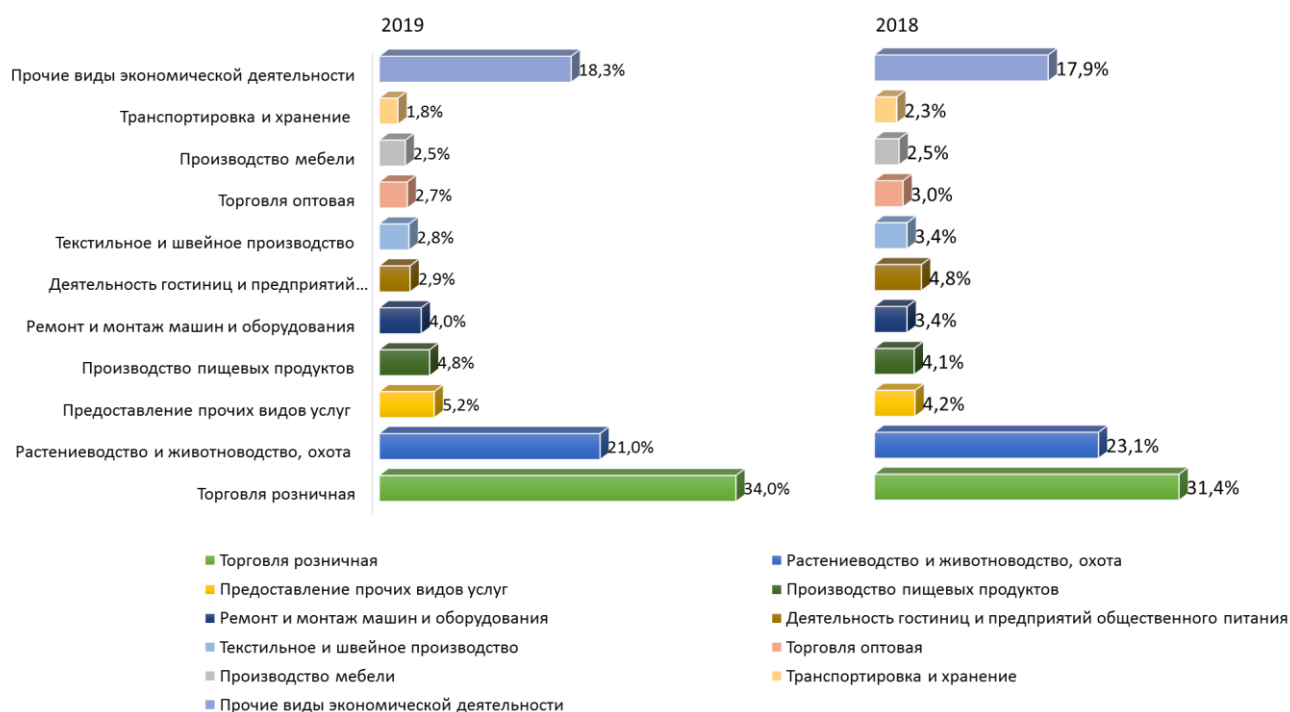 2019 2018
Прочие виды экономической деятельности 18,3% 17,9%
Транспортировка и хранение 1,8% 2,3%
Производство мебели 2,5% 2,5%
Торговля оптовая 2,7% 3,0%
Текстильное и швейное производство 2,8% 3,4%
Деятельность гостиниц и предприятий... 2,9% 4,8%
Ремонт и монтаж машин и оборудования 4,0% 3,4%
Производство пищевых продуктов 4,8% 4,1%
Предоставление прочих видов услуг 5,2% 4,2%
Растениеводство и животноводство, охота 21,0% 23,1%
Торговля розничная 34,0% 31,4%
Торговля розничная Растениеводство и животноводство, охота
Предоставление прочих видов услуг Производство пищевых продуктов
Ремонт и монтаж машин и оборудования Деятельность гостиниц и предприятий общественного питания
Текстильное и швейное производство Торговля оптовая
Производство мебели Транспортировка и хранение
Прочие виды экономической деятельности